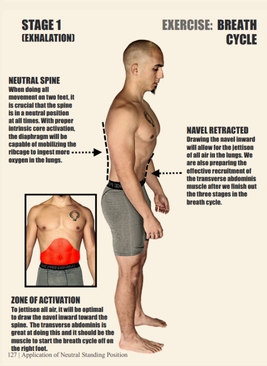 STAGE 1
(EXHALATION)
EXERCISE: BREATH
CYCLE
NEUTRAL SPINE
When doing all
movement on two feet, it
is crucial that the spine
is in a neutral position
at all times. With proper
intrinsic core activation,
the diaphragm will be
capable of mobilizing the
ribcage to ingest more
oxygen in the lungs.
NAVEL RETRACTED
Drawing the navel inward
will allow for the jettison
of all air in the lungs. We
are also preparing the
effective recruitment of
the transverse abdominis
muscle after we finish out
the three stages in the
breath cycle.
ZONE OF ACTIVATION
To jettison all air, it will be optimal
to draw the navel inward toward the
spine. The transverse abdominis is
great at doing this and it should be the
muscle to start the breath cycle off on
the right foot.
127 | Application of Neutral Standing Position